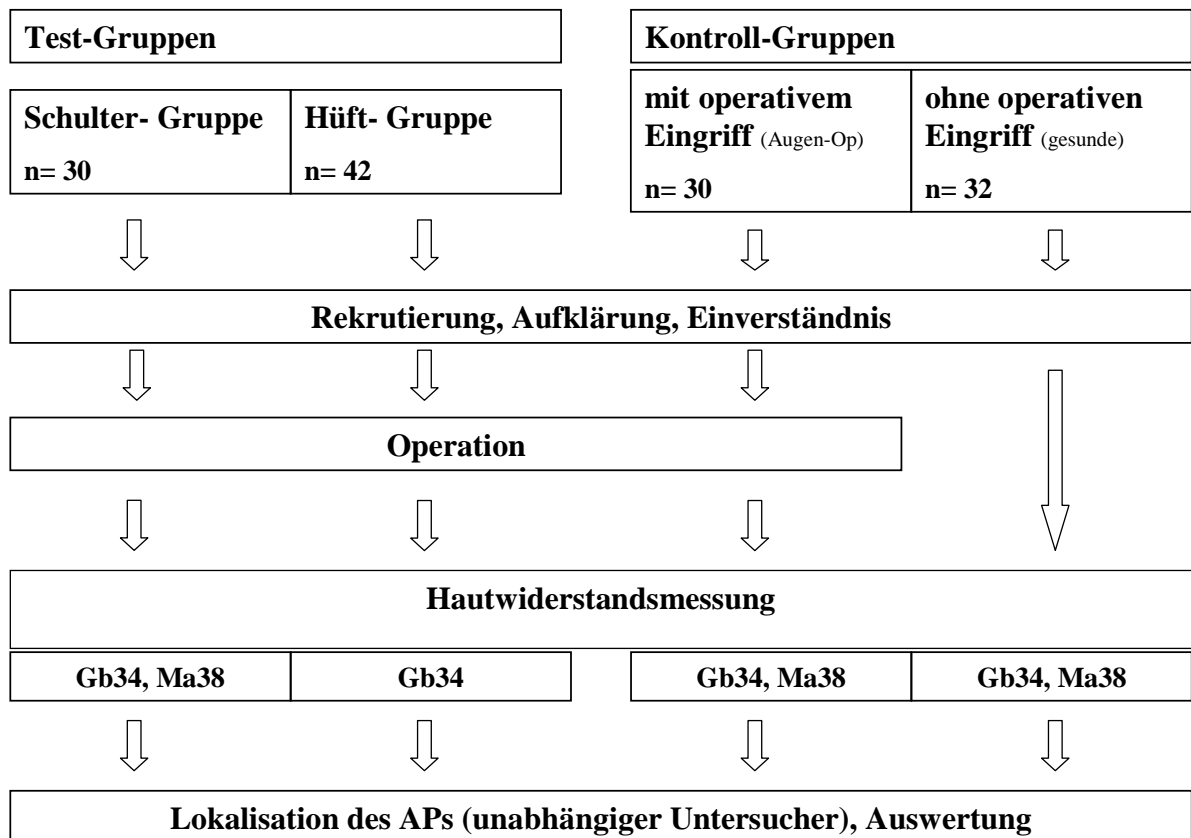 Test-Gruppen
Kontroll-Gruppen
Schulter- Gruppe
n= 30
Hüft- Gruppe
n= 42
mit operativem
Eingriff (Augen-Op)
n= 30
ohne operativen
Eingriff (gesunde)
n= 32
Rekrutierung, Aufklärung, Einverständnis
Operation
Hautwiderstandsmessung
Gb34, Ma38
Gb34
Gb34, Ma38
Gb34, Ma38
Lokalisation des APs (unabhängiger Untersucher), Auswertung